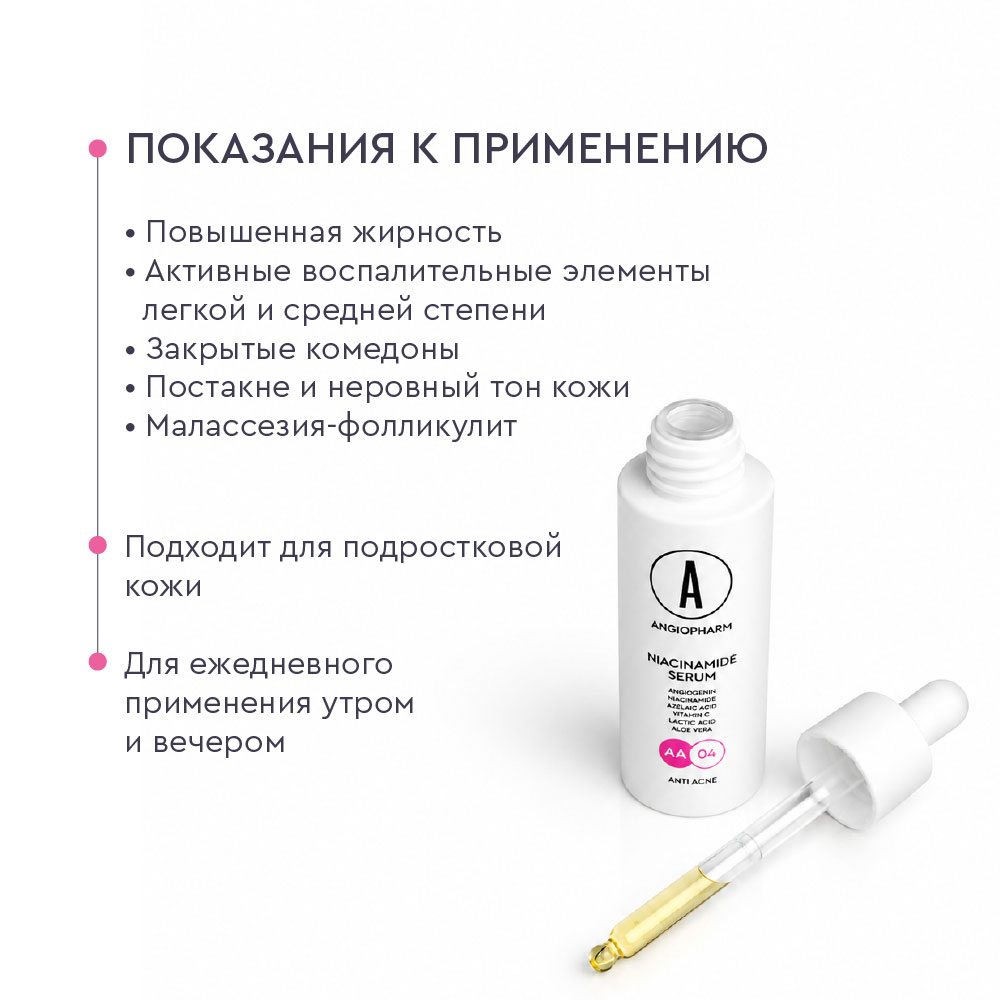 ПОКАЗАНИЯ К ПРИМЕНЕНИЮ
• Повышенная жирность
• Активные воспалительные элементы
легкой и средней степени
• Закрытые комедоны
• Постакне и неровный тон кожи
• Малассезия-фолликулит
Подходит для подростковой
кожи
Для ежедневного
применения утром
и вечером
A
ANGIOPHARM
NIACINAMIDE
SERUM
ANGIOGENIN
NIACINAMIDE
AZELAIC ACID
VITAMIN C
LACTIC ACID
ALOE VERA
AA 04
ANTI ACNE